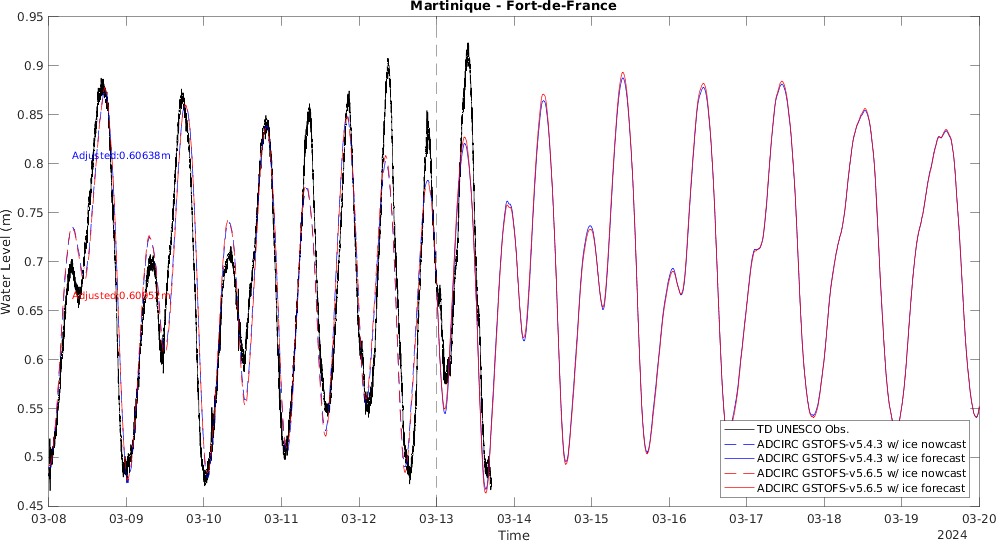 Martinique - Fort-de-France
0.95
0.9
0.85
0.8
0.75
0.7
0.65
0.6
0.55
0.5
0.45
Water Level (m)
Adjusted:0.60638m
TD UNESCO Obs.
ADCIRC GSTOFS-v5.4.3 w/ ice nowcast
ADCIRC GSTOFS-v5.4.3 w/ ice forecast
ADCIRC GSTOFS-v5.6.5 w/ ice nowcast
ADCIRC GSTOFS-v5.6.5 w/ ice forecast
03-08 03-09 03-10 03-11 03-12 03-13 03-14 03-15 03-16 03-17 03-18 03-19 03-20
Time
2024